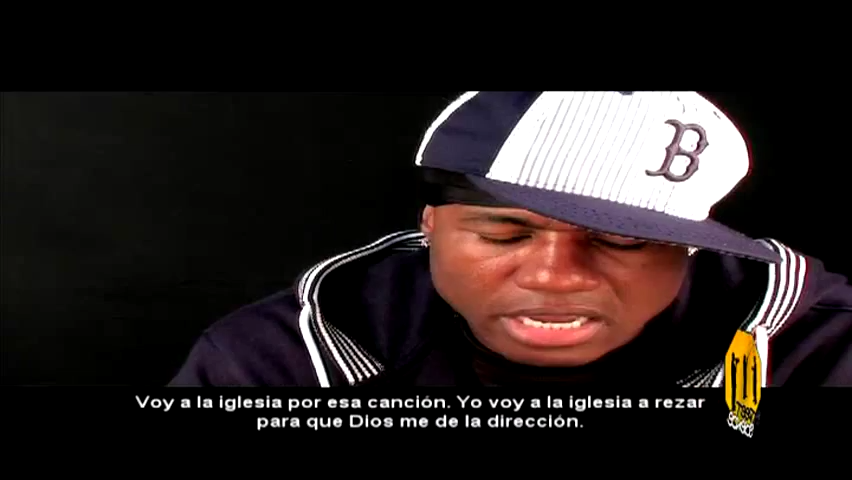 B
Voy a la iglesia por esa canción. Yo voy a la iglesia a rezar
para que Dios me de la dirección.